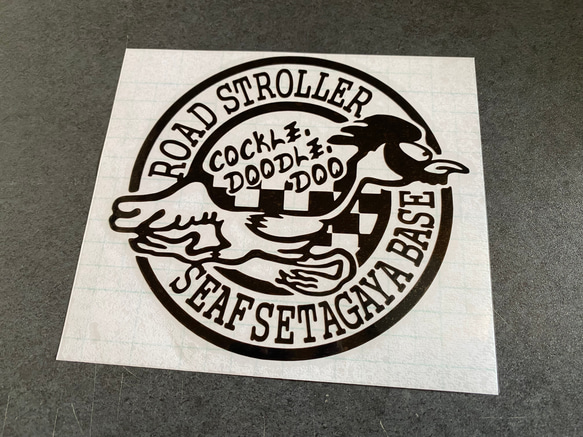 ROAD STROLLER
COCKLE.
DOODLE.
DOO
SEAF SETAGAYA BASE